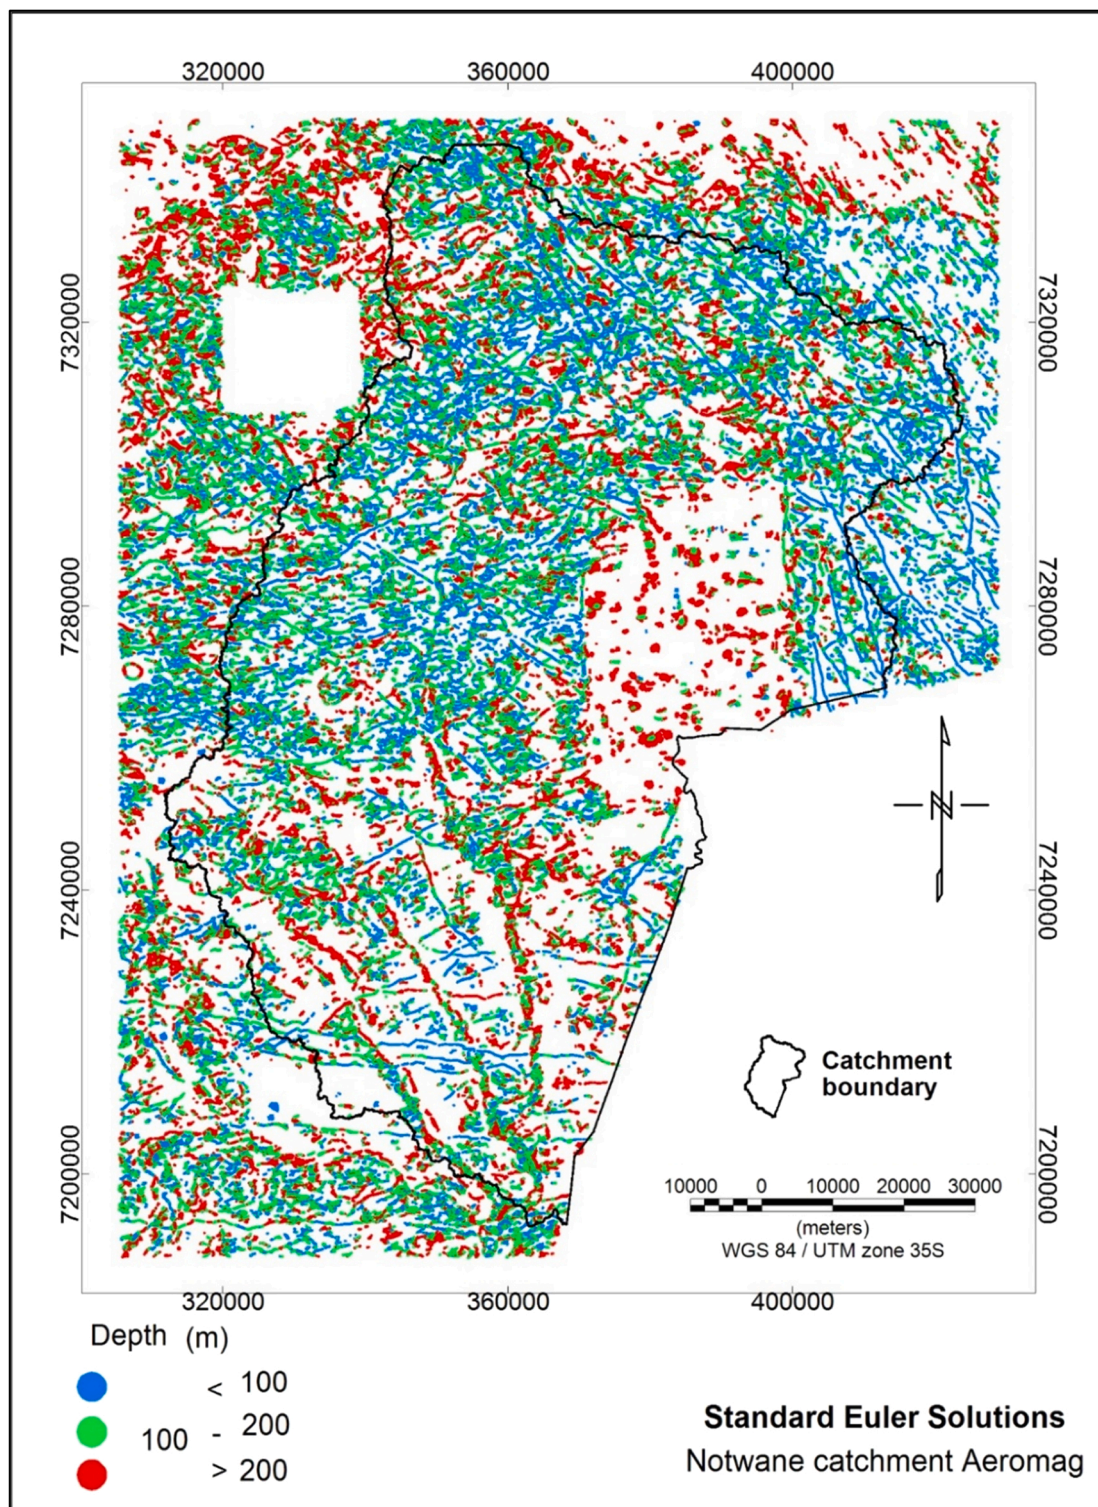 320000 360000 400000
7320000 7320000
7280000 7280000
7240000 7240000
7200000 7200000
N
Catchment
boundary
10000 0 10000 20000 30000
(meters)
WGS 84 / UTM zone 35S
320000 360000 400000
Depth (m)
< 100
100 - 200
> 200
Standard Euler Solutions
Notwane catchment Aeromag